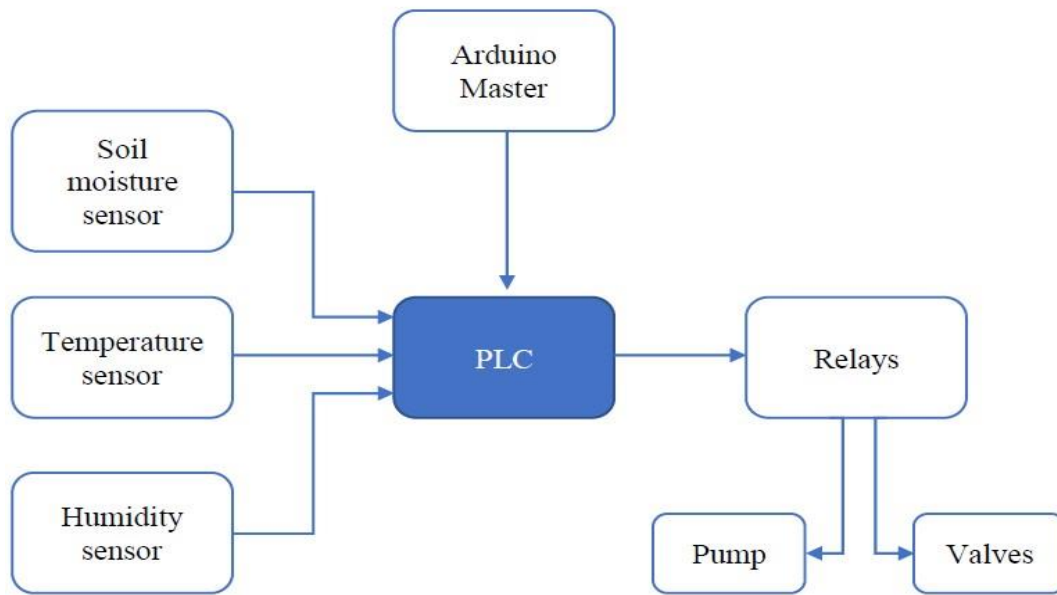 Arduino
Master
Soil
moisture
sensor
Temperature
sensor
PLC
Relays
Humidity
sensor
Pump
Valves